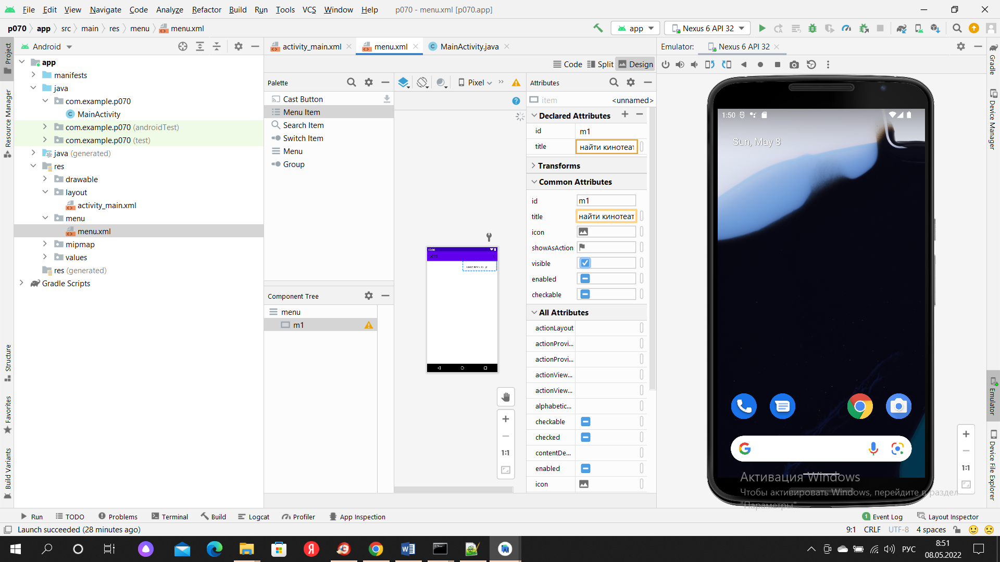 File Edit View Navigate Code Analyze Refactor Build Run Tools VCS Window Help p070 - menu.xml [p070.app]
p070 app src main res menu menu.xml app Nexus 6 API 32
Project
Resource Manager
Structure
Favorites
Build Variants
Android
app
manifests
java
com.example.p070
MainActivity
com.example.p070 (androidTest)
com.example.p070 (test)
java (generated)
res
drawable
layout
activity_main.xml
menu
menu.xml
mipmap
values
res (generated)
Gradle Scripts
activity_main.xml menu.xml MainActivity.java
Code Split Design
Palette
Cast Button
Menu Item
Search Item
Switch Item
Menu
Group
Component Tree
menu
m1
Pixel
p070
1:1
Attributes
item <unnamed>
Declared Attributes
id m1
title найти кинотеат
Transforms
Common Attributes
id m1
title найти кинотеат
icon
showAsAction
visible
enabled
checkable
All Attributes
actionLayout
actionProvi...
actionProvi...
actionView...
actionView...
alphabetic...
checkable
checked
contentDe...
enabled
icon
Emulator: Nexus 6 API 32
1:50
Sun, May 8
1:1
Активация Windows
Чтобы активировать Windows, перейдите в раздел
"Параметры".
Gradle
Device Manager
Emulator
Device File Explorer
Run TODO Problems Terminal Build Logcat Profiler App Inspection 1 Event Log Layout Inspector
Launch succeeded (28 minutes ago) 9:1 CRLF UTF-8 4 spaces
РУС
8:51
08.05.2022